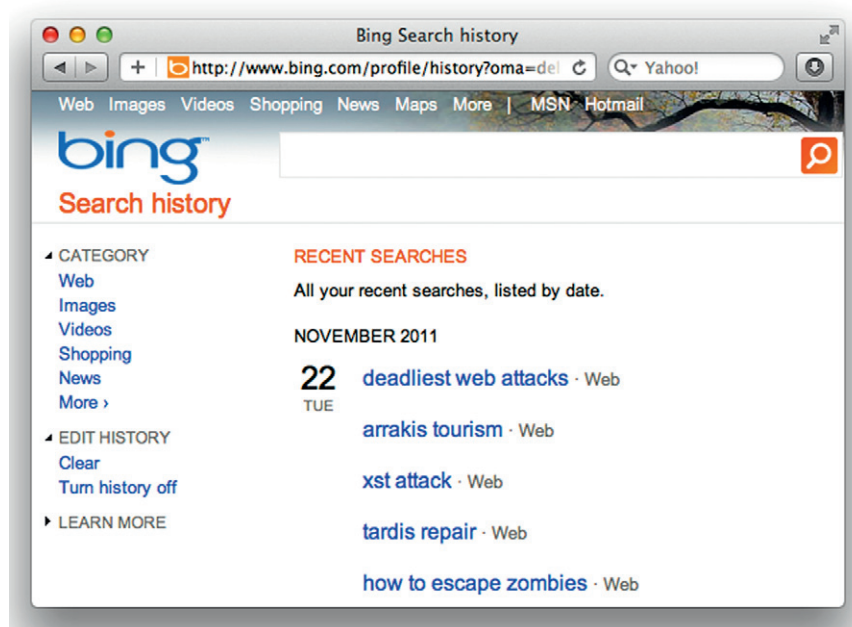 Bing Search history
http://www.bing.com/profile/history?oma=del
Yahoo!
Web Images Videos Shopping News Maps More | MSN Hotmail
bing™
Search history
CATEGORY
Web
Images
Videos
Shopping
News
More ›
EDIT HISTORY
Clear
Turn history off
LEARN MORE
RECENT SEARCHES
All your recent searches, listed by date.
NOVEMBER 2011
22 deadliest web attacks · Web
TUE
arrakis tourism · Web
xst attack · Web
tardis repair · Web
how to escape zombies · Web